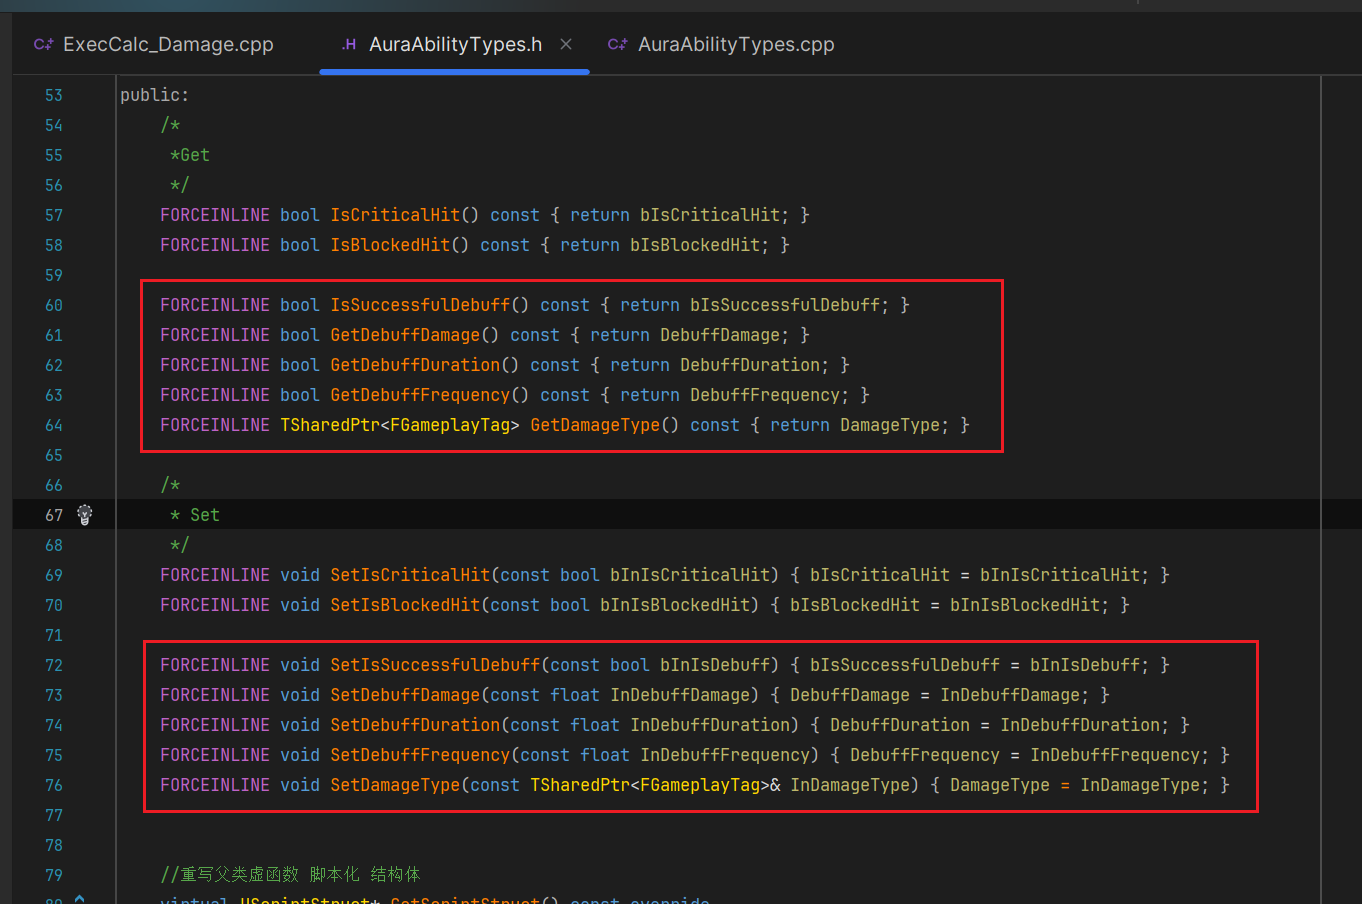 ExecCalc_Damage.cpp
AuraAbilityTypes.h
AuraAbilityTypes.cpp
53 public:
54 /*
55 *Get
56 */
57 FORCEINLINE bool IsCriticalHit() const { return bIsCriticalHit; }
58 FORCEINLINE bool IsBlockedHit() const { return bIsBlockedHit; }
59
60 FORCEINLINE bool IsSuccessfulDebuff() const { return bIsSuccessfulDebuff; }
61 FORCEINLINE bool GetDebuffDamage() const { return DebuffDamage; }
62 FORCEINLINE bool GetDebuffDuration() const { return DebuffDuration; }
63 FORCEINLINE bool GetDebuffFrequency() const { return DebuffFrequency; }
64 FORCEINLINE TSharedPtr<FGameplayTag> GetDamageType() const { return DamageType; }
65
66 /*
67 * Set
68 */
69 FORCEINLINE void SetIsCriticalHit(const bool bInIsCriticalHit) { bIsCriticalHit = bInIsCriticalHit; }
70 FORCEINLINE void SetIsBlockedHit(const bool bInIsBlockedHit) { bIsBlockedHit = bInIsBlockedHit; }
71
72 FORCEINLINE void SetIsSuccessfulDebuff(const bool bInIsDebuff) { bIsSuccessfulDebuff = bInIsDebuff; }
73 FORCEINLINE void SetDebuffDamage(const float InDebuffDamage) { DebuffDamage = InDebuffDamage; }
74 FORCEINLINE void SetDebuffDuration(const float InDebuffDuration) { DebuffDuration = InDebuffDuration; }
75 FORCEINLINE void SetDebuffFrequency(const float InDebuffFrequency) { DebuffFrequency = InDebuffFrequency; }
76 FORCEINLINE void SetDamageType(const TSharedPtr<FGameplayTag>& InDamageType) { DamageType = InDamageType; }
77
78
79 //重写父类虚函数 脚本化 结构体
80 virtual UScriptStruct* GetScriptStruct() const override